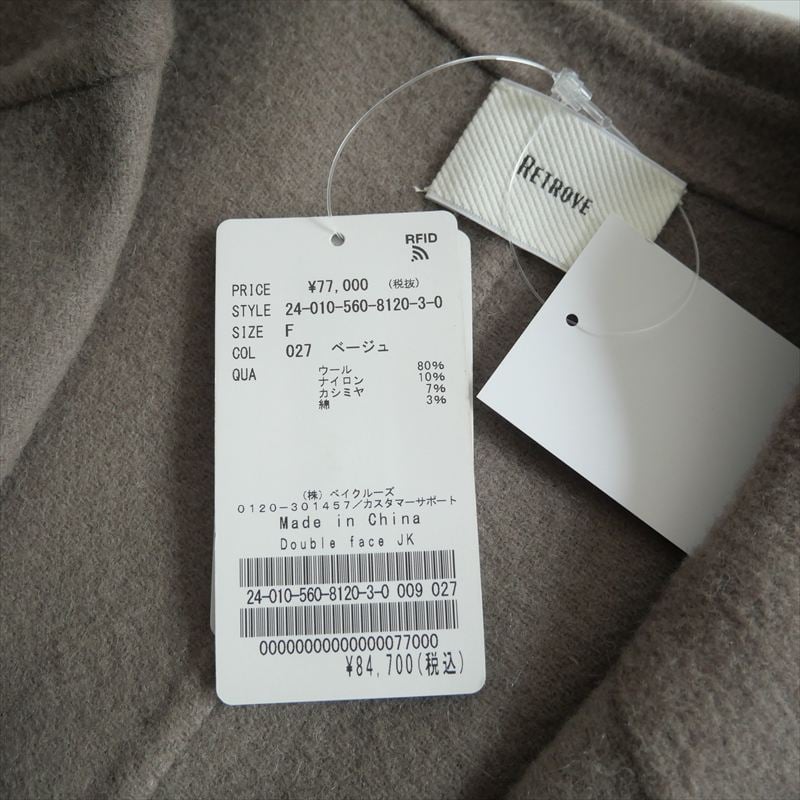 RETROVE
RFID
PRICE ¥77,000 (税抜)
STYLE 24-010-560-8120-3-0
SIZE F
COL 027 ベージュ
QUA ウール 80%
ナイロン 10%
カシミヤ 7%
綿 3%
(株)ベイクルーズ
0120-301457/カスタマーサポート
Made in China
Double face JK
24-010-560-8120-3-0 009 027
00000000000000077000
¥84,700(税込)